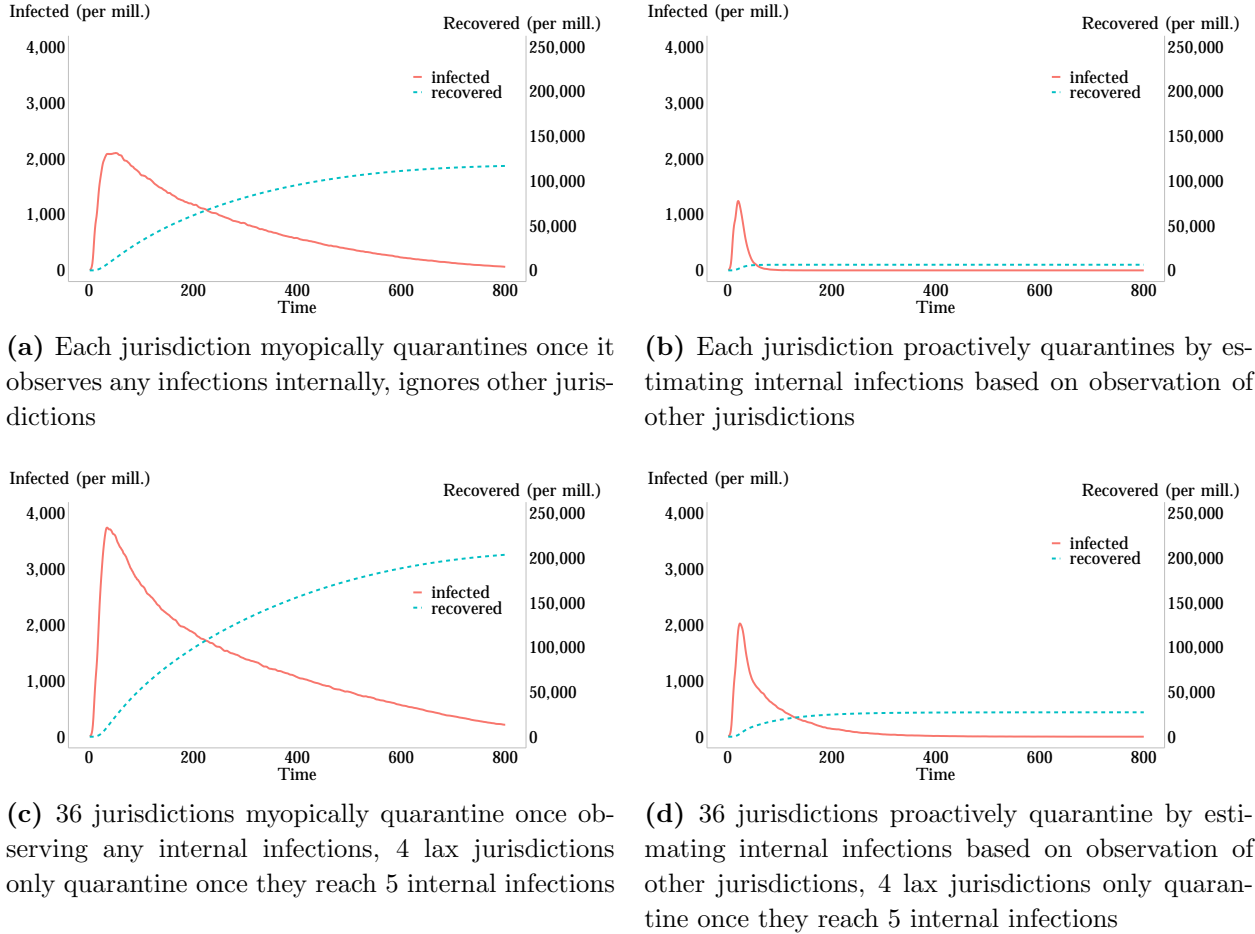 Infected (per mill.)
Recovered (per mill.)
4,000
3,000
2,000
1,000
0
250,000
200,000
150,000
100,000
50,000
0
infected
recovered
0 200 400 600 800
Time
(a) Each jurisdiction myopically quarantines once it
observes any infections internally, ignores other juris-
dictions
Infected (per mill.)
Recovered (per mill.)
4,000
3,000
2,000
1,000
0
250,000
200,000
150,000
100,000
50,000
0
infected
recovered
0 200 400 600 800
Time
(b) Each jurisdiction proactively quarantines by es-
timating internal infections based on observation of
other jurisdictions
Infected (per mill.)
Recovered (per mill.)
4,000
3,000
2,000
1,000
0
250,000
200,000
150,000
100,000
50,000
0
infected
recovered
0 200 400 600 800
Time
(c) 36 jurisdictions myopically quarantine once ob-
serving any internal infections, 4 lax jurisdictions
only quarantine once they reach 5 internal infections
Infected (per mill.)
Recovered (per mill.)
4,000
3,000
2,000
1,000
0
250,000
200,000
150,000
100,000
50,000
0
infected
recovered
0 200 400 600 800
Time
(d) 36 jurisdictions proactively quarantine by esti-
mating internal infections based on observation of
other jurisdictions, 4 lax jurisdictions only quaran-
tine once they reach 5 internal infections